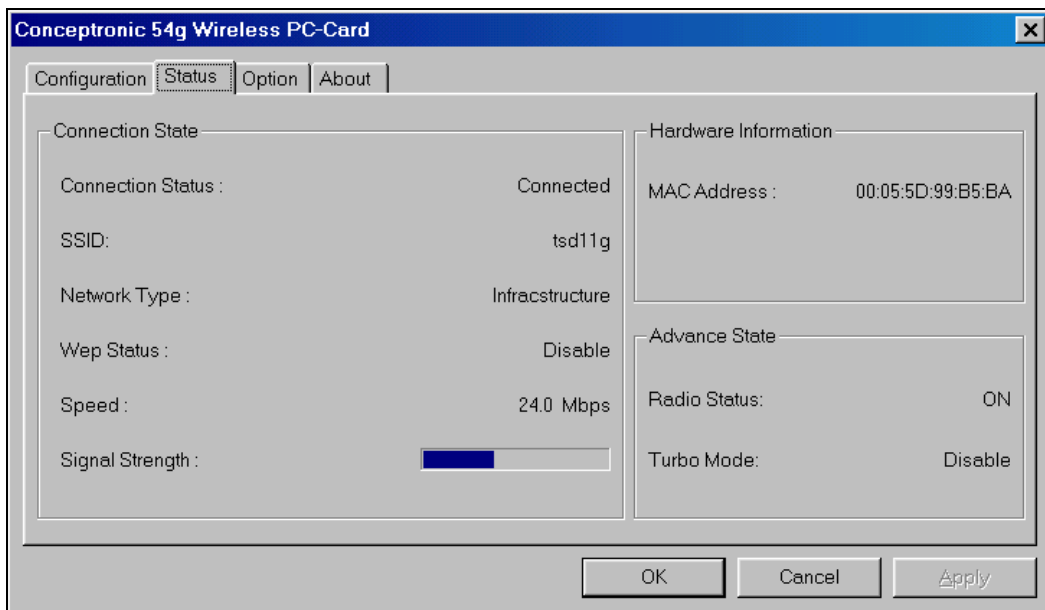 Conceptronic 54g Wireless PC-Card
Configuration Status Option About
Connection State
Connection Status : Connected
SSID: tsd11g
Network Type : Infracstructure
Wep Status : Disable
Speed : 24.0 Mbps
Signal Strength :
Hardware Information
MAC Address : 00:05:5D:99:B5:BA
Advance State
Radio Status: ON
Turbo Mode: Disable
OK Cancel Apply